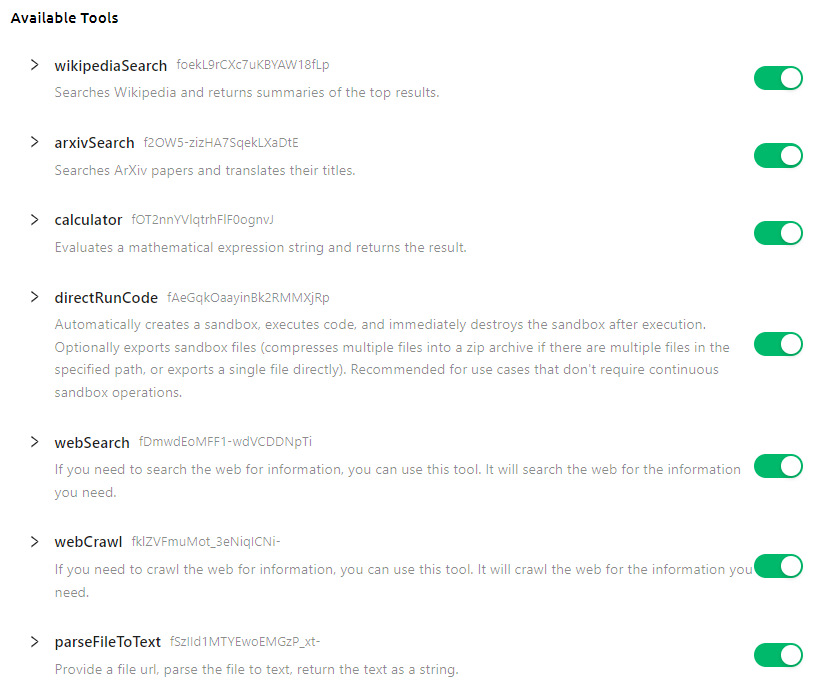 Available Tools
wikipediaSearch foekL9rCXc7uKBYAW18fLp
Searches Wikipedia and returns summaries of the top results.
arxivSearch f2OW5-zizHA7SqekLXaDtE
Searches ArXiv papers and translates their titles.
calculator fOT2nnYVlqtrhFlF0ognvJ
Evaluates a mathematical expression string and returns the result.
directRunCode fAeGqkOaayinBk2RMMXjRp
Automatically creates a sandbox, executes code, and immediately destroys the sandbox after execution.
Optionally exports sandbox files (compresses multiple files into a zip archive if there are multiple files in the
specified path, or exports a single file directly). Recommended for use cases that don't require continuous
sandbox operations.
webSearch fDmwdEoMFF1-wdVCDDNpTi
If you need to search the web for information, you can use this tool. It will search the web for the information
you need.
webCrawl fklZVFmuMot_3eNiqICNi-
If you need to crawl the web for information, you can use this tool. It will crawl the web for the information you
need.
parseFileToText fSzIId1MTYEwoEMGzP_xt-
Provide a file url, parse the file to text, return the text as a string.